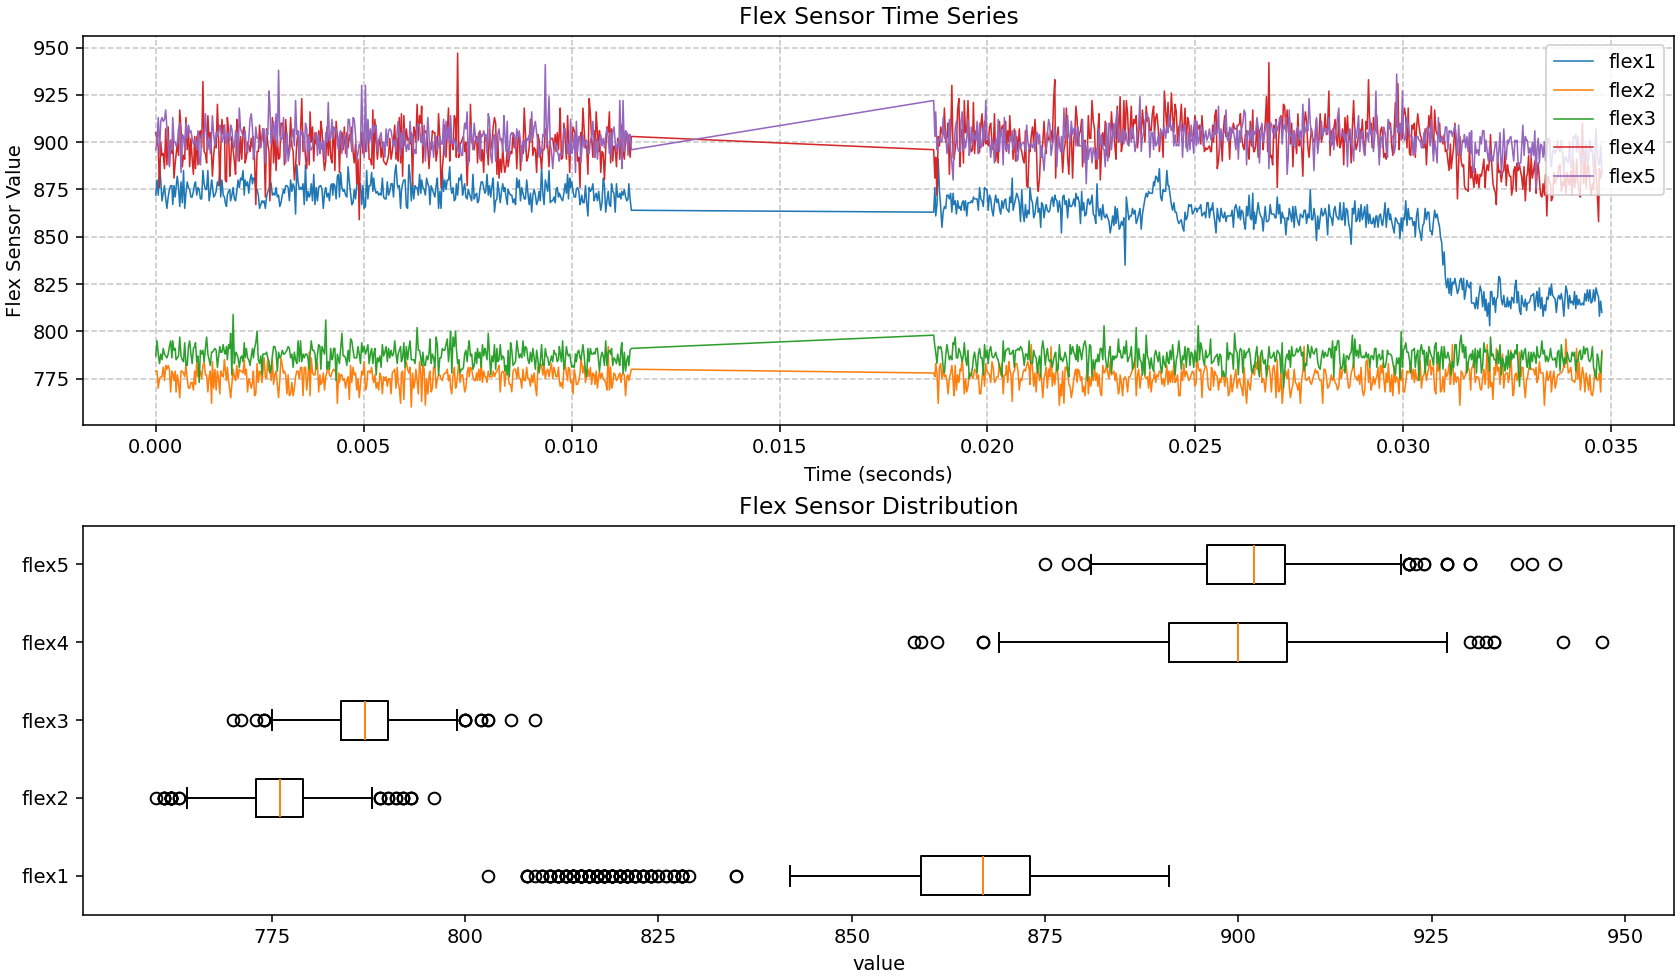 Flex Sensor Time Series
Flex Sensor Value
950
925
900
875
850
825
800
775
flex1
flex2
flex3
flex4
flex5
0.000 0.005 0.010 0.015 0.020 0.025 0.030 0.035
Time (seconds)
Flex Sensor Distribution
flex5
flex4
flex3
flex2
flex1
775 800 825 850 875 900 925 950
value